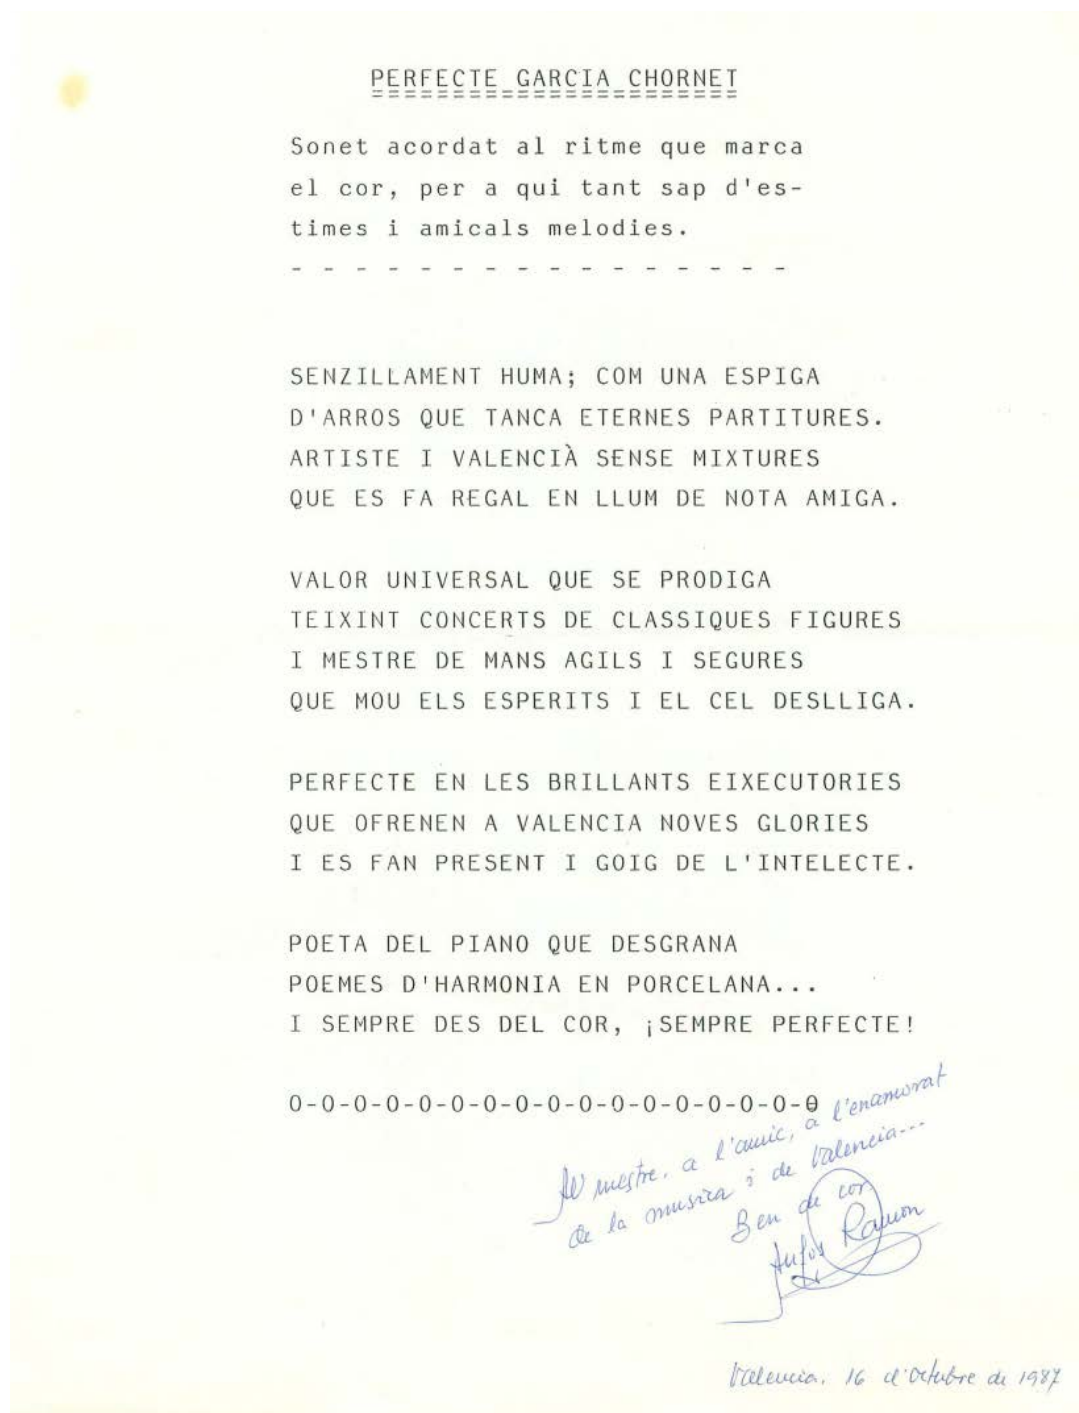 PERFECTE GARCIA CHORNET
=======================
Sonet acordat al ritme que marca
el cor, per a qui tant sap d'es-
times i amicals melodies.
- - - - - - - - - - - - - - - -
SENZILLAMENT HUMA; COM UNA ESPIGA
D'ARROS QUE TANCA ETERNES PARTITURES.
ARTISTE I VALENCIÀ SENSE MIXTURES
QUE ES FA REGAL EN LLUM DE NOTA AMIGA.
VALOR UNIVERSAL QUE SE PRODIGA
TEIXINT CONCERTS DE CLASSIQUES FIGURES
I MESTRE DE MANS AGILS I SEGURES
QUE MOU ELS ESPERITS I EL CEL DESLLIGA.
PERFECTE EN LES BRILLANTS EIXECUTORIES
QUE OFRENEN A VALENCIA NOVES GLORIES
I ES FAN PRESENT I GOIG DE L'INTELECTE.
POETA DEL PIANO QUE DESGRANA
POEMES D'HARMONIA EN PORCELANA...
I SEMPRE DES DEL COR, ¡SEMPRE PERFECTE!
0-0-0-0-0-0-0-0-0-0-0-0-0-0-0-0-0
Al mestre, a l'amic, a l'enamorat
de la musica i de Valencia...
Ben de cor.
Anfós Ramon
Valencia, 16 d'Octubre de 1987